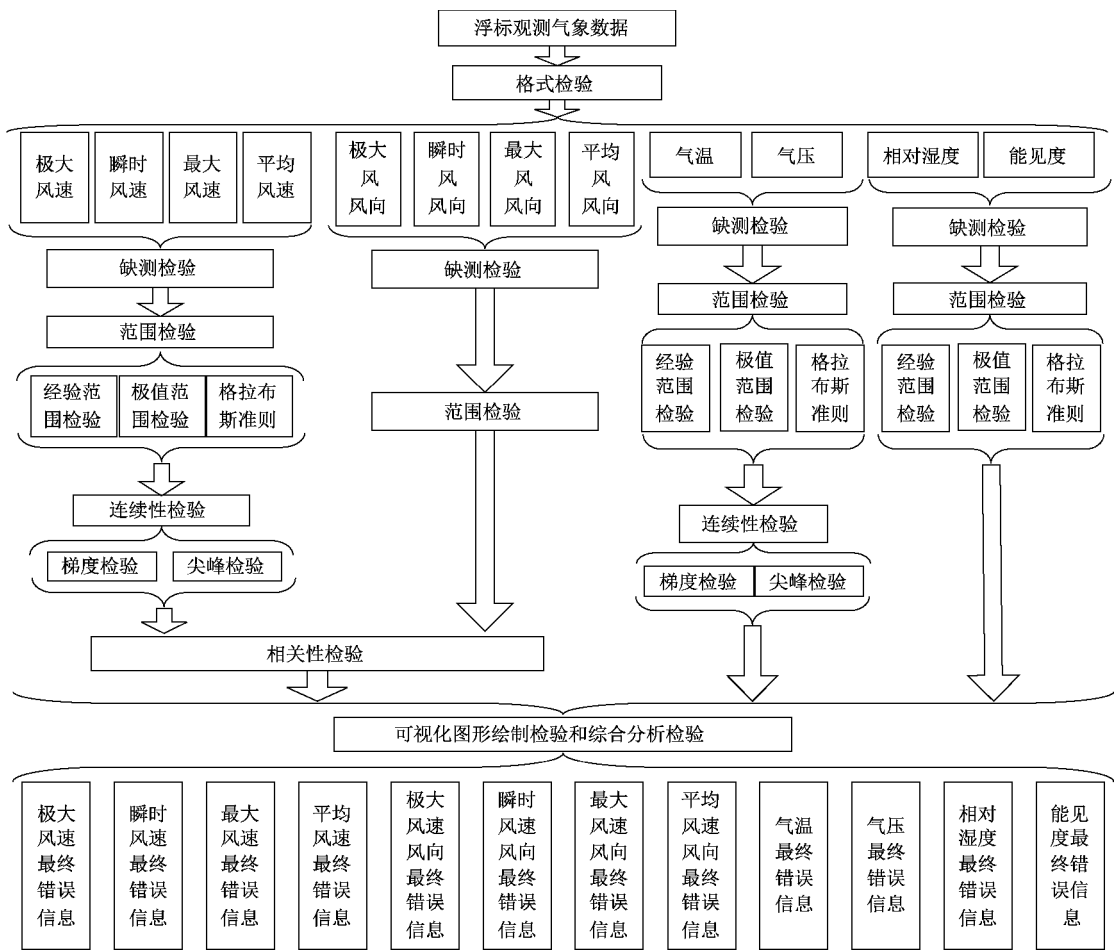 浮标观测气象数据
格式检验
极大
风速
瞬时
风速
最大
风速
平均
风速
极大
风
风向
瞬时
风
风向
最大
风
风向
平均
风
风向
气温
气压
相对湿度
能见度
缺测检验
缺测检验
缺测检验
缺测检验
范围检验
范围检验
范围检验
范围检验
经验范
围检验
极值范
围检验
格拉布
斯准则
经验
范围
检验
极值
范围
检验
格拉
布斯
准则
经验
范围
检验
极值
范围
检验
格拉
布斯
准则
连续性检验
连续性检验
梯度检验
尖峰检验
梯度检验
尖峰检验
相关性检验
可视化图形绘制检验和综合分析检验
极大
风速
最终
错误
信息
瞬时
风速
最终
错误
信息
最大
风速
最终
错误
信息
平均
风速
最终
错误
信息
极大
风速
风向
最终
错误
信息
瞬时
风速
风向
最终
错误
信息
最大
风速
风向
最终
错误
信息
平均
风速
风向
最终
错误
信息
气温
最终
错误
信息
气压
最终
错误
信息
相对
湿度
最终
错误
信息
能见
度最
终错
误信
息